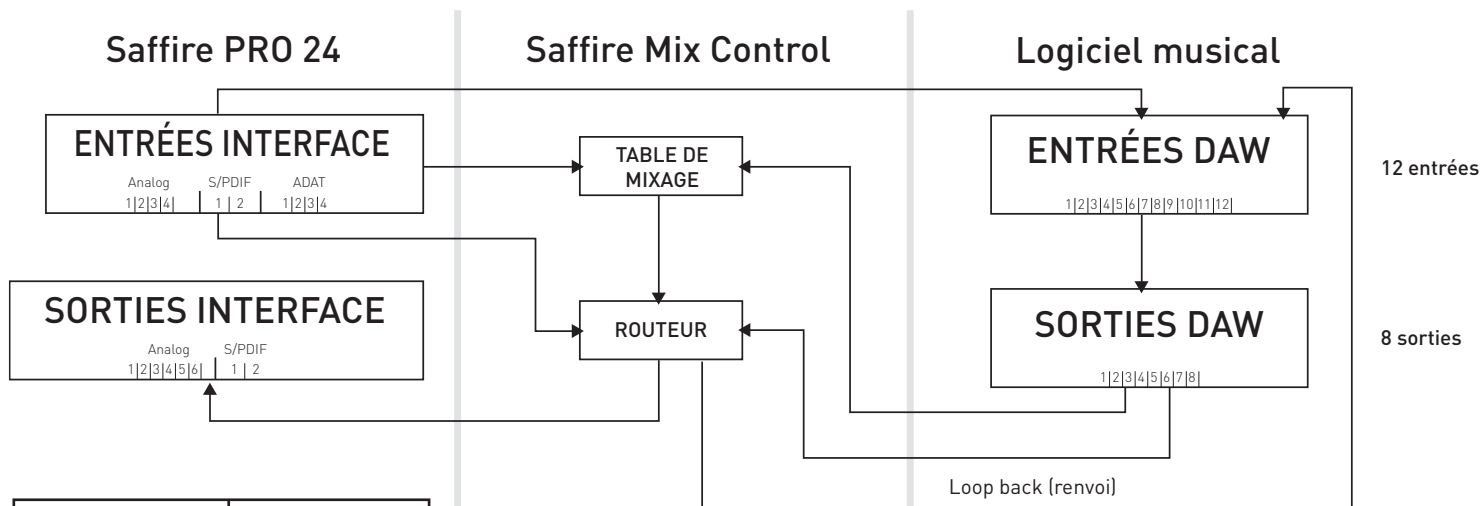 Saffire PRO 24
Saffire Mix Control
Logiciel musical
ENTRÉES INTERFACE
Analog S/PDIF ADAT
1|2|3|4| 1 | 2 1|2|3|4
TABLE DE
MIXAGE
ENTRÉES DAW
1|2|3|4|5|6|7|8|9|10|11|12|
12 entrées
SORTIES INTERFACE
Analog S/PDIF
1|2|3|4|5|6| 1 | 2
ROUTEUR
SORTIES DAW
1|2|3|4|5|6|7|8|
8 sorties
Loop back (renvoi)